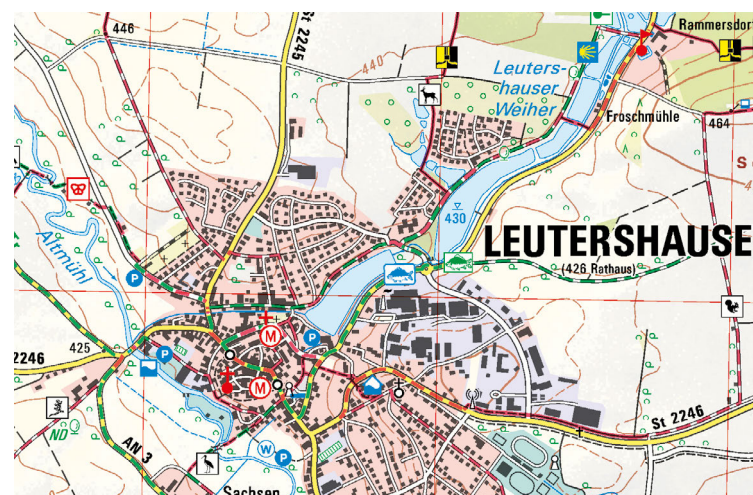 446
St 2245
440
Leuters-
hauser
Weiher
Rammersdorf
Froschmühle
464
S
430
LEUTERSHAUSE
(426 Rathaus)
Altmühl
P
M
P
2246
425
P
M
ND
AN 3
W
P
St 2246
Sachsen